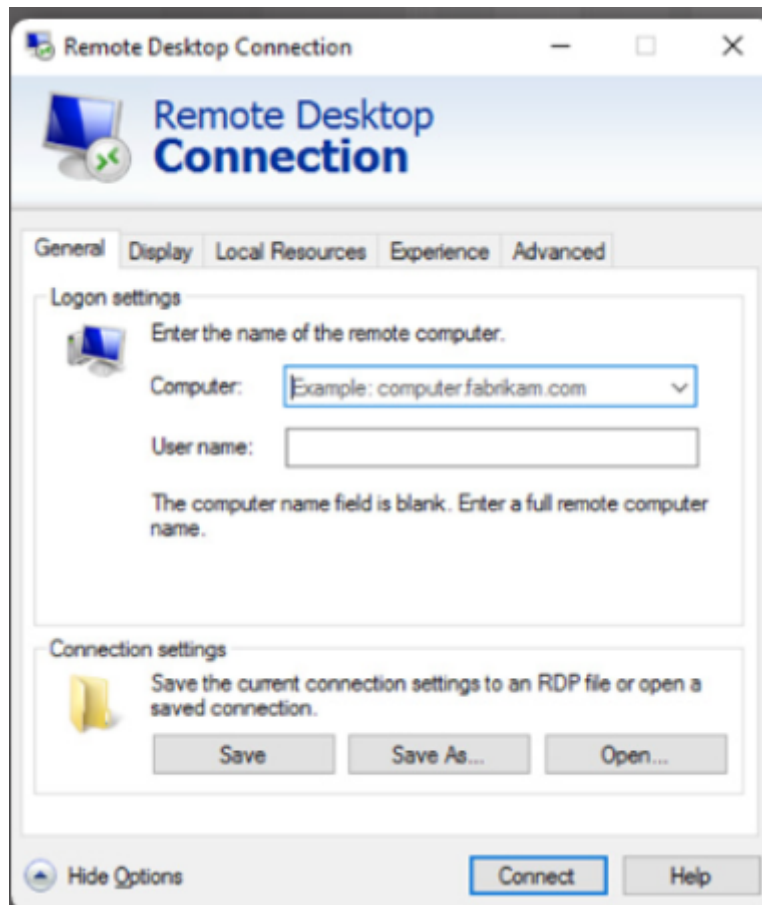 Remote Desktop Connection
Remote Desktop
Connection
General Display Local Resources Experience Advanced
Logon settings
Enter the name of the remote computer.
Computer: Example: computer.fabrikam.com
User name:
The computer name field is blank. Enter a full remote computer
name.
Connection settings
Save the current connection settings to an RDP file or open a
saved connection.
Save Save As... Open...
Hide Options Connect Help